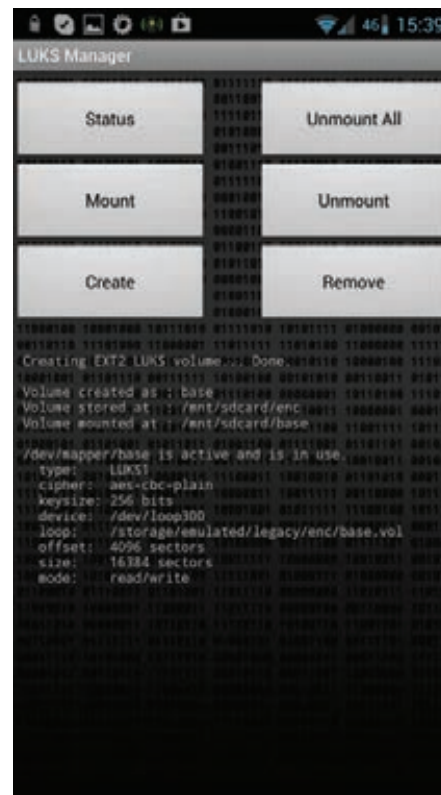 46 15:39
LUKS Manager
Status Unmount All
Mount Unmount
Create Remove
Creating EXT2 LUKS volume... Done.
Volume created as : base
Volume stored at : /mnt/sdcard/enc
Volume mounted at : /mnt/sdcard/base
/dev/mapper/base is active and is in use.
type: LUKS1
cipher: aes-cbc-plain
keysize: 256 bits
device: /dev/loop300
loop: /storage/emulated/legacy/enc/base.vol
offset: 4096 sectors
size: 16384 sectors
mode: read/write